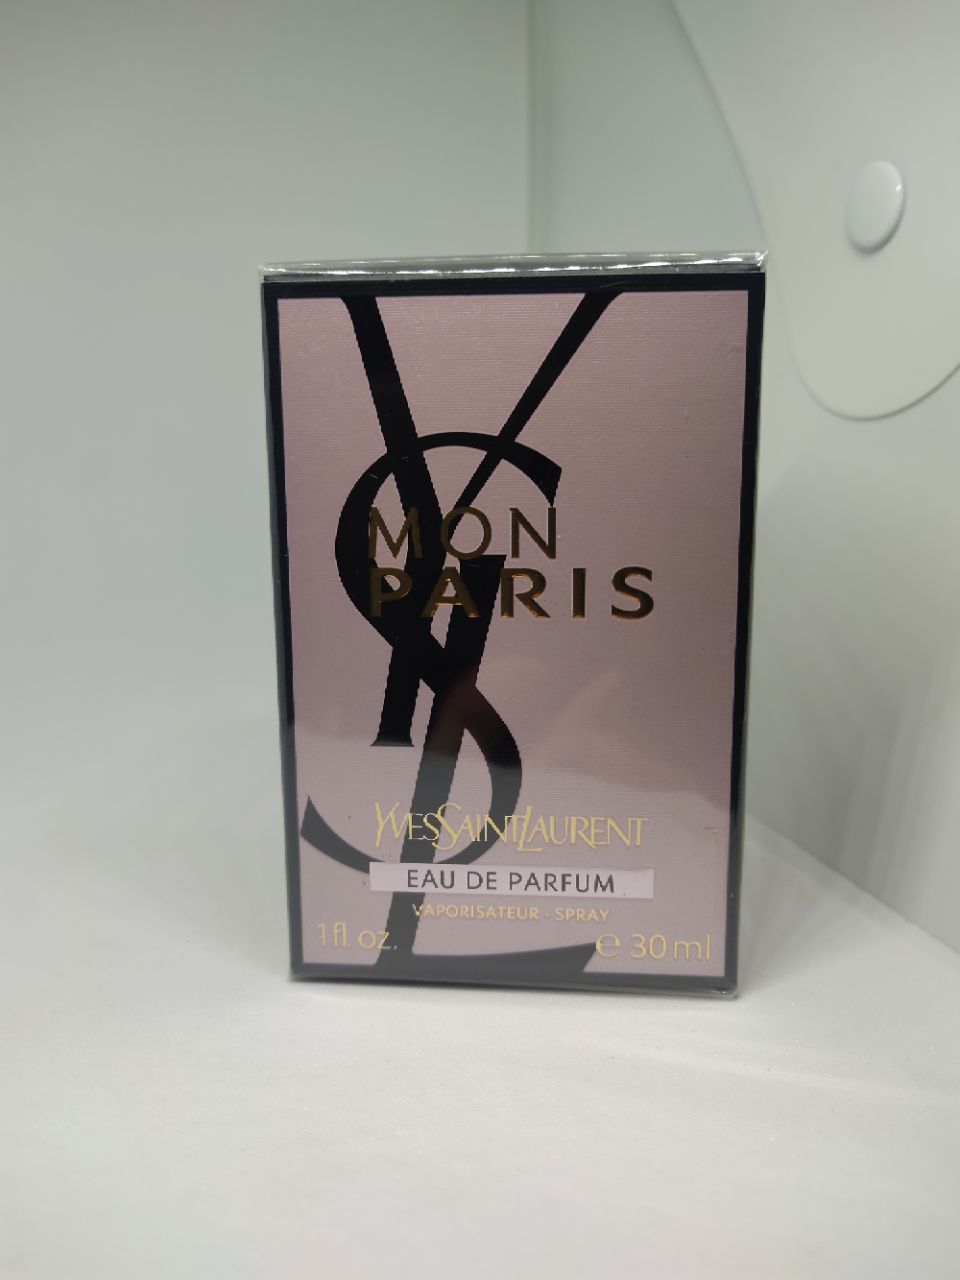 YSL
MON
PARIS
YVESSAINTLAURENT
EAU DE PARFUM
VAPORISATEUR · SPRAY
1 fl. oz. ℮ 30 ml